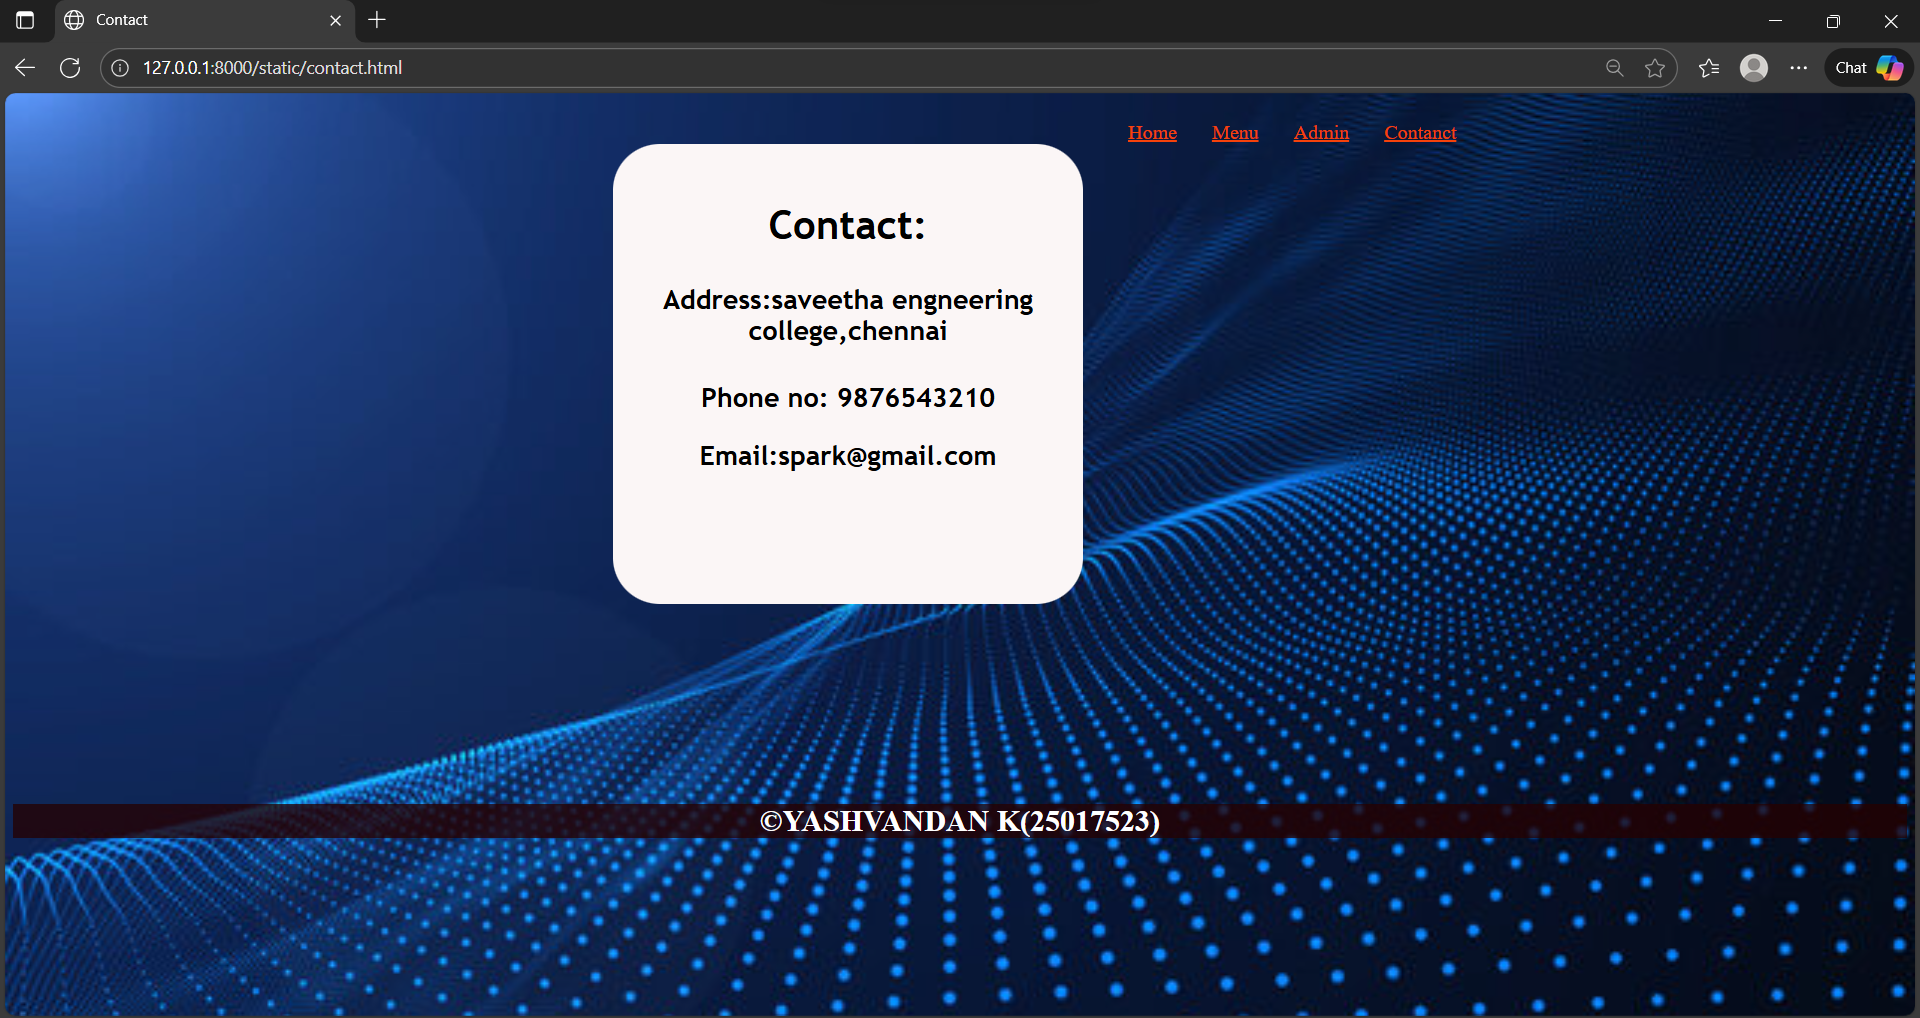 Contact
127.0.0.1:8000/static/contact.html
Chat
Home Menu Admin Contanct
Contact:
Address:saveetha engneering
college,chennai
Phone no: 9876543210
Email:spark@gmail.com
©YASHVANDAN K(25017523)